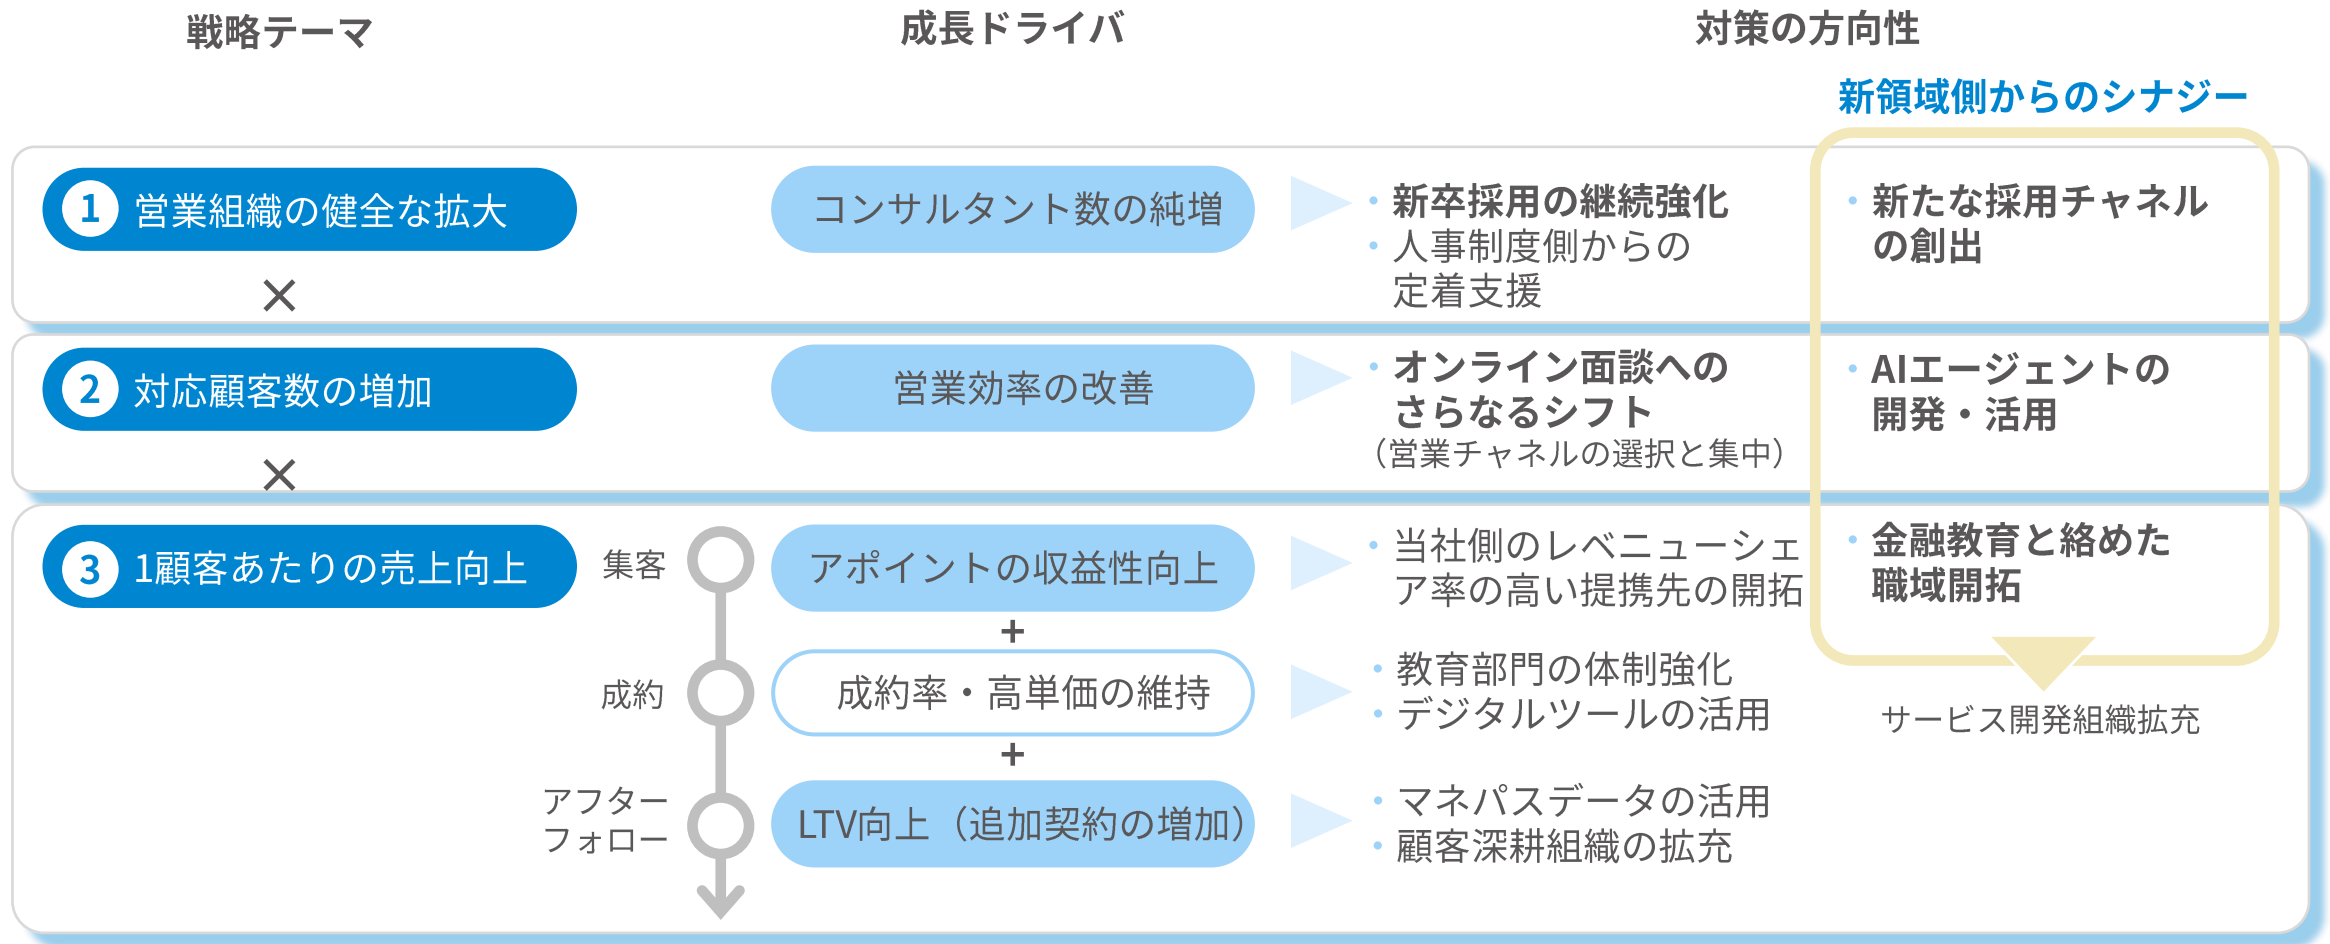 戦略テーマ
成長ドライバ
対策の方向性
新領域側からのシナジー
1 営業組織の健全な拡大
×
コンサルタント数の純増
・新卒採用の継続強化
・人事制度側からの
定着支援
・新たな採用チャネル
の創出
2 対応顧客数の増加
×
営業効率の改善
・オンライン面談への
さらなるシフト
（営業チャネルの選択と集中）
・AIエージェントの
開発・活用
3 1顧客あたりの売上向上
集客
アポイントの収益性向上
・当社側のレベニューシェ
ア率の高い提携先の開拓
・金融教育と絡めた
職域開拓
+
成約
成約率・高単価の維持
・教育部門の体制強化
・デジタルツールの活用
サービス開発組織拡充
+
アフター
フォロー
LTV向上（追加契約の増加）
・マネパスデータの活用
・顧客深耕組織の拡充